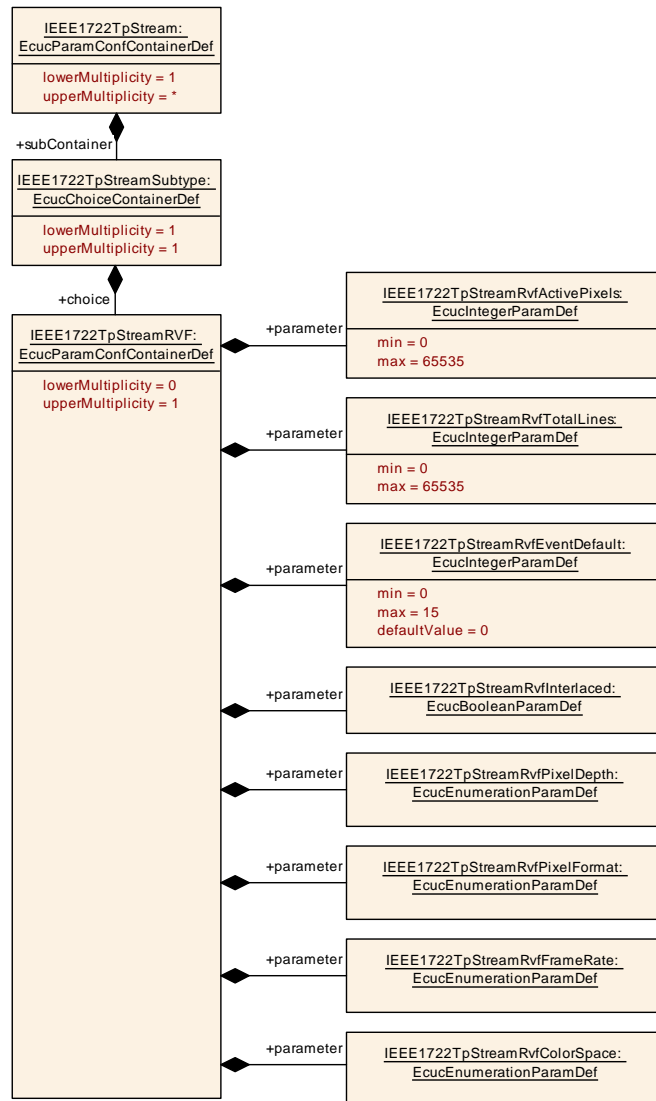 IEEE1722TpStream:
EcucParamConfContainerDef
lowerMultiplicity = 1
upperMultiplicity = *
+subContainer
IEEE1722TpStreamSubtype:
EcucChoiceContainerDef
lowerMultiplicity = 1
upperMultiplicity = 1
+choice
IEEE1722TpStreamRVF:
EcucParamConfContainerDef
lowerMultiplicity = 0
upperMultiplicity = 1
+parameter
IEEE1722TpStreamRvfActivePixels:
EcucIntegerParamDef
min = 0
max = 65535
+parameter
IEEE1722TpStreamRvfTotalLines:
EcucIntegerParamDef
min = 0
max = 65535
+parameter
IEEE1722TpStreamRvfEventDefault:
EcucIntegerParamDef
min = 0
max = 15
defaultValue = 0
+parameter
IEEE1722TpStreamRvfInterlaced:
EcucBooleanParamDef
+parameter
IEEE1722TpStreamRvfPixelDepth:
EcucEnumerationParamDef
+parameter
IEEE1722TpStreamRvfPixelFormat:
EcucEnumerationParamDef
+parameter
IEEE1722TpStreamRvfFrameRate:
EcucEnumerationParamDef
+parameter
IEEE1722TpStreamRvfColorSpace:
EcucEnumerationParamDef